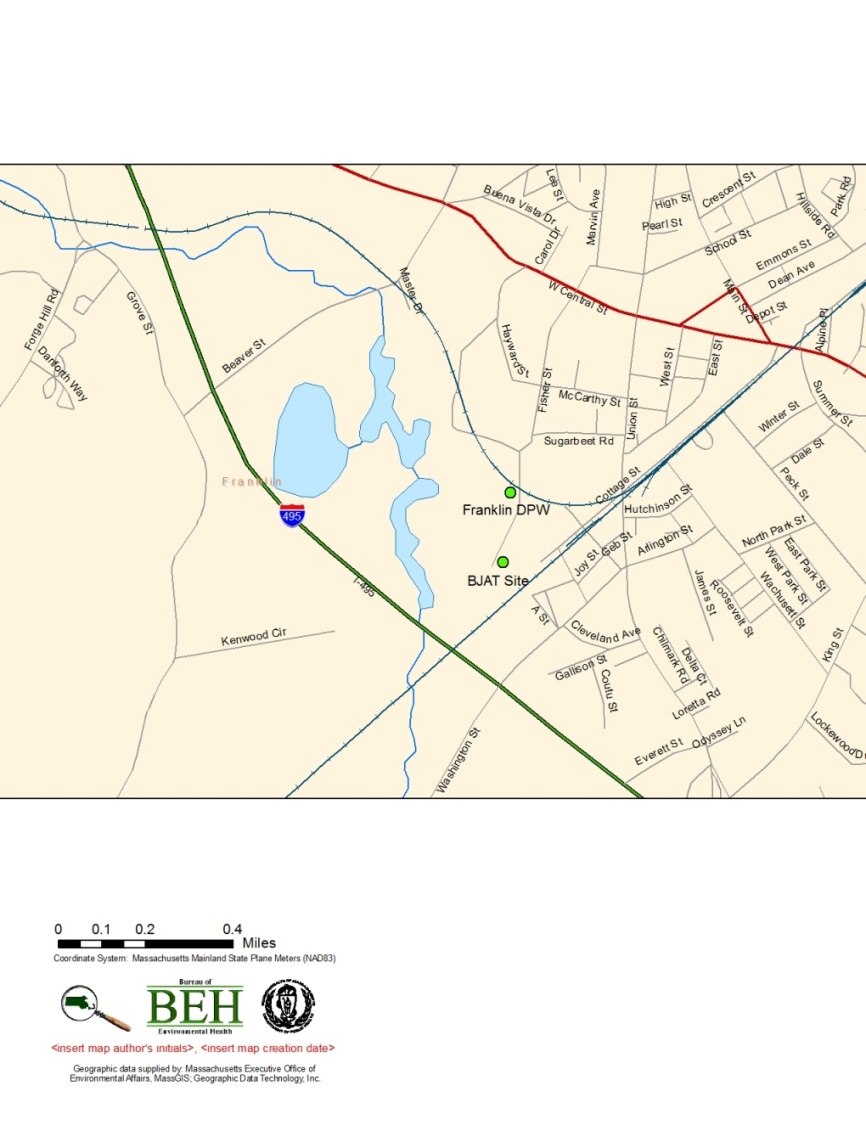 Buena Vista Dr
Lee St
Marvin Ave
High St
Crescent St
Hillside Rd
Park Rd
Pearl St
Carol Dr
School St
Emmons St
Dean Ave
Master Dr
W Central St
Main St
Depot St
Forge Hill Rd
Grove St
Danforth Way
Beaver St
Hayward St
Fisher St
McCarthy St
Union St
West St
East St
Alpine Pl
Summer St
Winter St
Dale St
Peck St
Sugarbeet Rd
Franklin
495
I-495
Cottage St
Franklin DPW
Hutchinson St
BJAT Site
Joy St
Geb St
Arlington St
North Park St
East Park St
West Park St
Wachusett St
James St
Roosevelt St
A St
Cleveland Ave
Kenwood Cir
Gallison St
Coutu St
Chilmark Rd
Delta Ct
Loretta Rd
King St
Lockewood D
Everett St
Odyssey Ln
Washington St
0 0.1 0.2 0.4
Miles
Coordinate System: Massachusetts Mainland State Plane Meters (NAD83)
Bureau of
BEH
Environmental Health
<insert map author's initials>, <insert map creation date>
Geographic data supplied by: Massachusetts Executive Office of
Environmental Affairs, MassGIS; Geographic Data Technology, Inc.